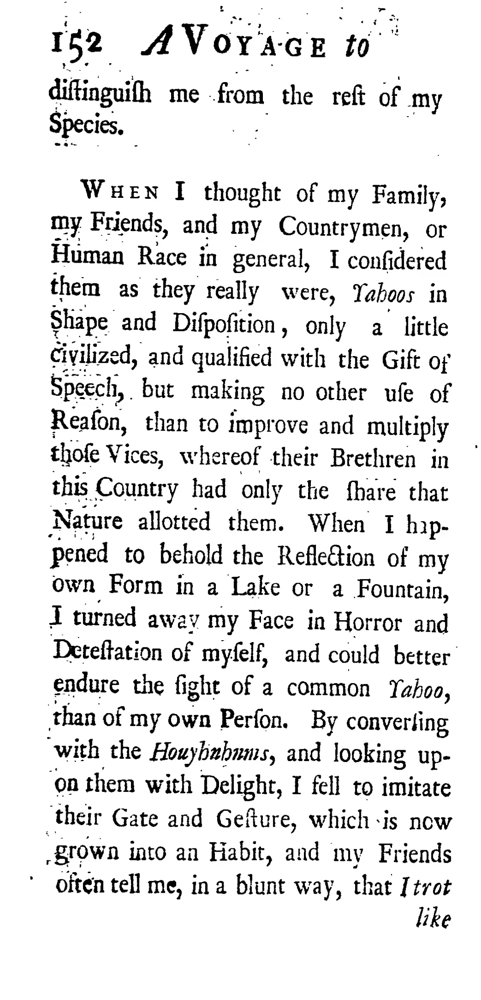 152 A VOYAGE to
diſtinguiſh me from the reſt of my
Species.
WHEN I thought of my Family,
my Friends, and my Countrymen, or
Human Race in general, I conſidered
them as they really were, Yahoos in
Shape and Diſpoſition, only a little
civilized, and qualified with the Gift of
Speech, but making no other uſe of
Reaſon, than to improve and multiply
thoſe Vices, whereof their Brethren in
this Country had only the ſhare that
Nature allotted them. When I hap-
pened to behold the Reflection of my
own Form in a Lake or a Fountain,
I turned away my Face in Horror and
Deteſtation of myſelf, and could better
endure the ſight of a common Yahoo,
than of my own Perſon. By converſing
with the Houyhnhnms, and looking up-
on them with Delight, I fell to imitate
their Gate and Geſture, which is now
grown into an Habit, and my Friends
often tell me, in a blunt way, that I trot
like